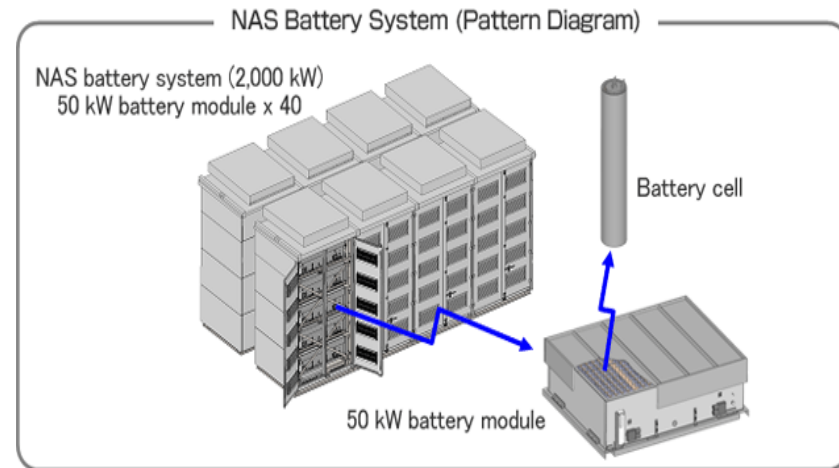 NAS Battery System (Pattern Diagram)
NAS battery system (2,000 kW)
50 kW battery module x 40
Battery cell
50 kW battery module